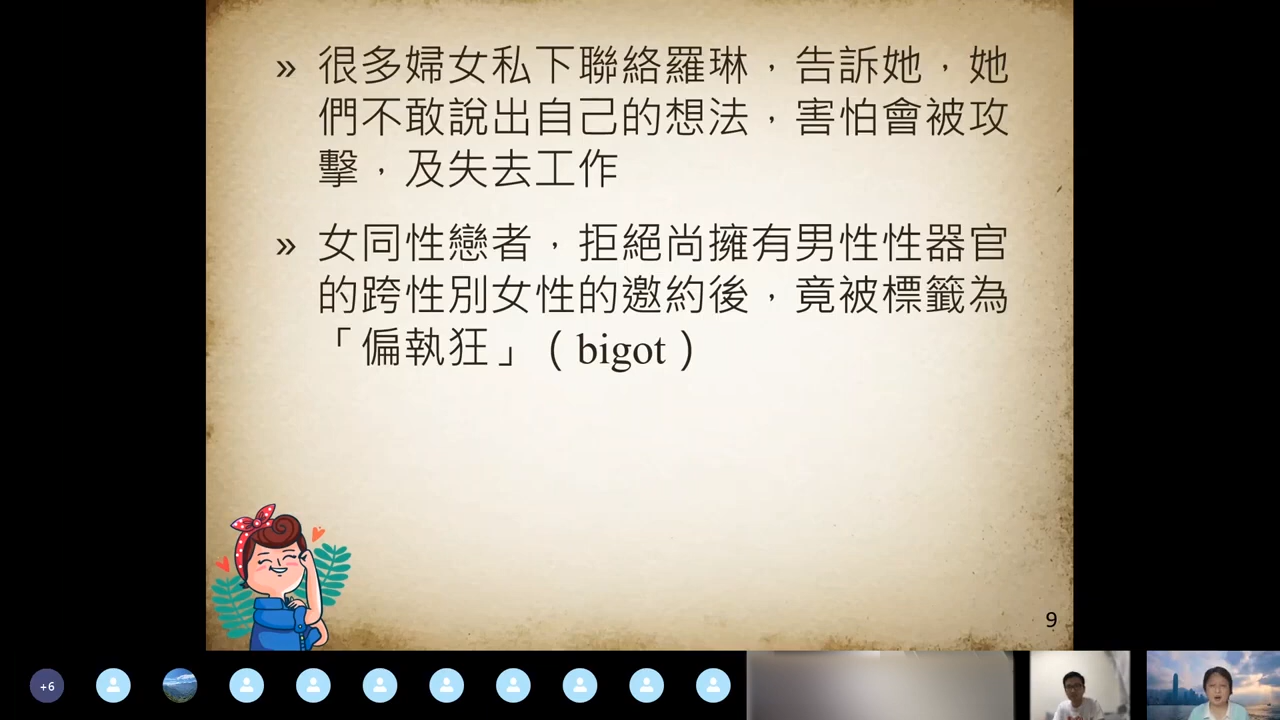 » 很多婦女私下聯絡羅琳，告訴她，她
們不敢說出自己的想法，害怕會被攻
擊，及失去工作
» 女同性戀者，拒絕尚擁有男性性器官
的跨性別女性的邀約後，竟被標籤為
「偏執狂」（bigot）
9
+6